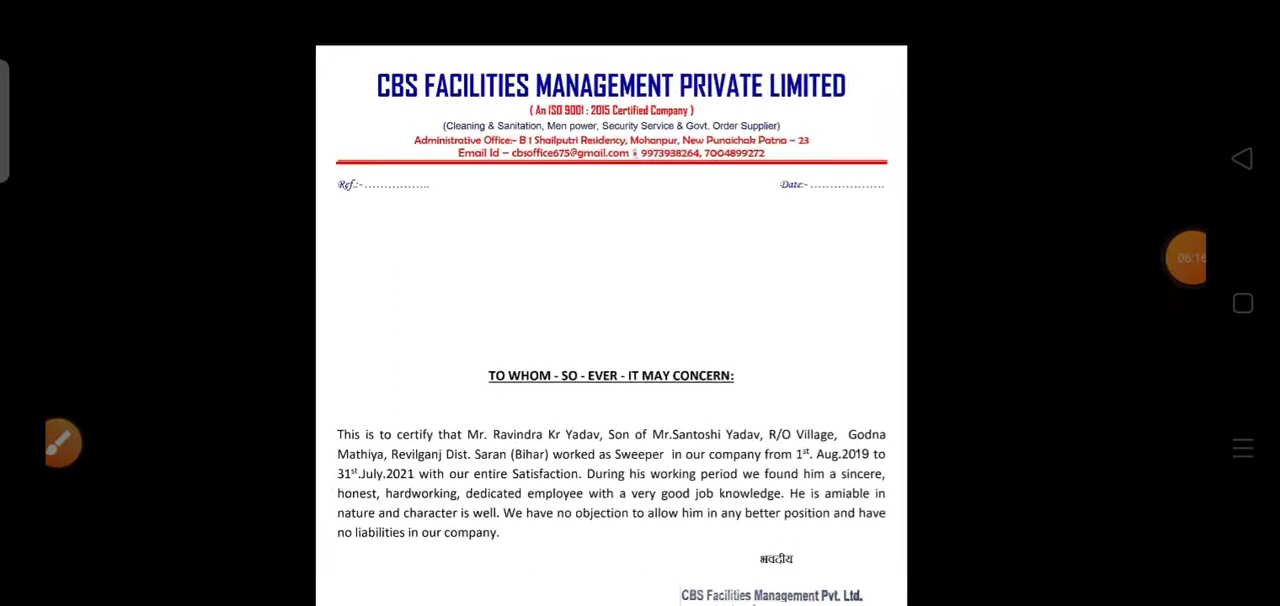 CBS FACILITIES MANAGEMENT PRIVATE LIMITED
( An ISO 9001 : 2015 Certified Company )
(Cleaning & Sanitation, Men power, Security Service & Govt. Order Supplier)
Administrative Office:- B 1 Shailputri Residency, Mohanpur, New Punaichak Patna – 23
Email Id – cbsoffice675@gmail.com 9973938264, 7004899272
Ref.:- ................ Date:- ...................
06:16
TO WHOM - SO - EVER - IT MAY CONCERN:
This is to certify that Mr. Ravindra Kr Yadav, Son of Mr.Santoshi Yadav, R/O Village, Godna
Mathiya, Revilganj Dist. Saran (Bihar) worked as Sweeper in our company from 1st. Aug.2019 to
31st.July.2021 with our entire Satisfaction. During his working period we found him a sincere,
honest, hardworking, dedicated employee with a very good job knowledge. He is amiable in
nature and character is well. We have no objection to allow him in any better position and have
no liabilities in our company.
भवदीय
CBS Facilities Management Pvt. Ltd.